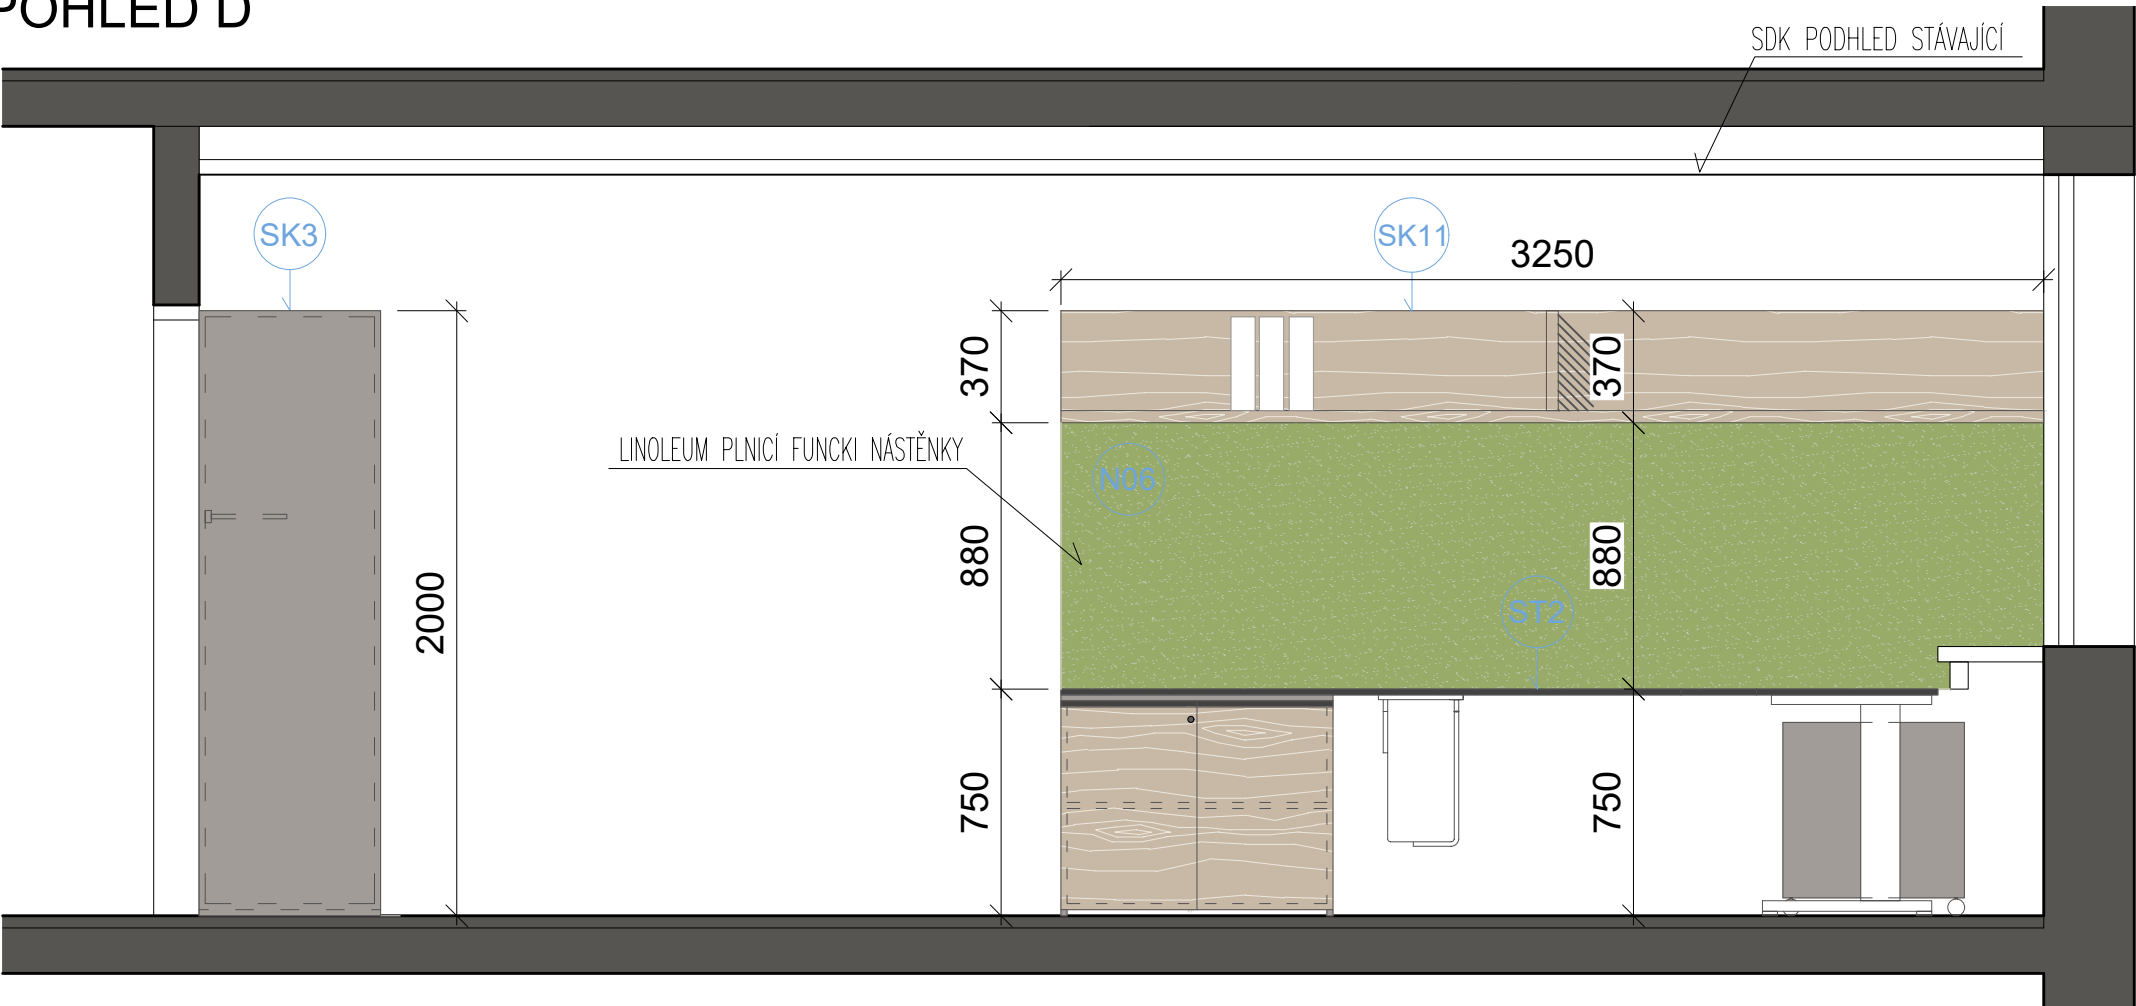 POHLED D
SDK PODHLED STÁVAJÍCÍ
SK3
SK11
3250
370
370
LINOLEUM PLNICÍ FUNCKI NÁSTĚNKY
N06
880
880
ST2
2000
750
750